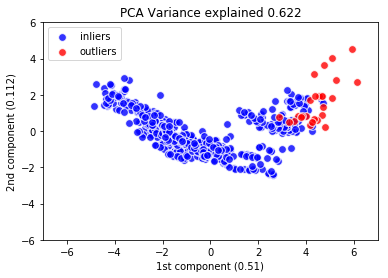 PCA Variance explained 0.622
inliers
outliers
2nd component (0.112)
6
4
2
0
−2
−4
−6
−6 −4 −2 0 2 4 6
1st component (0.51)